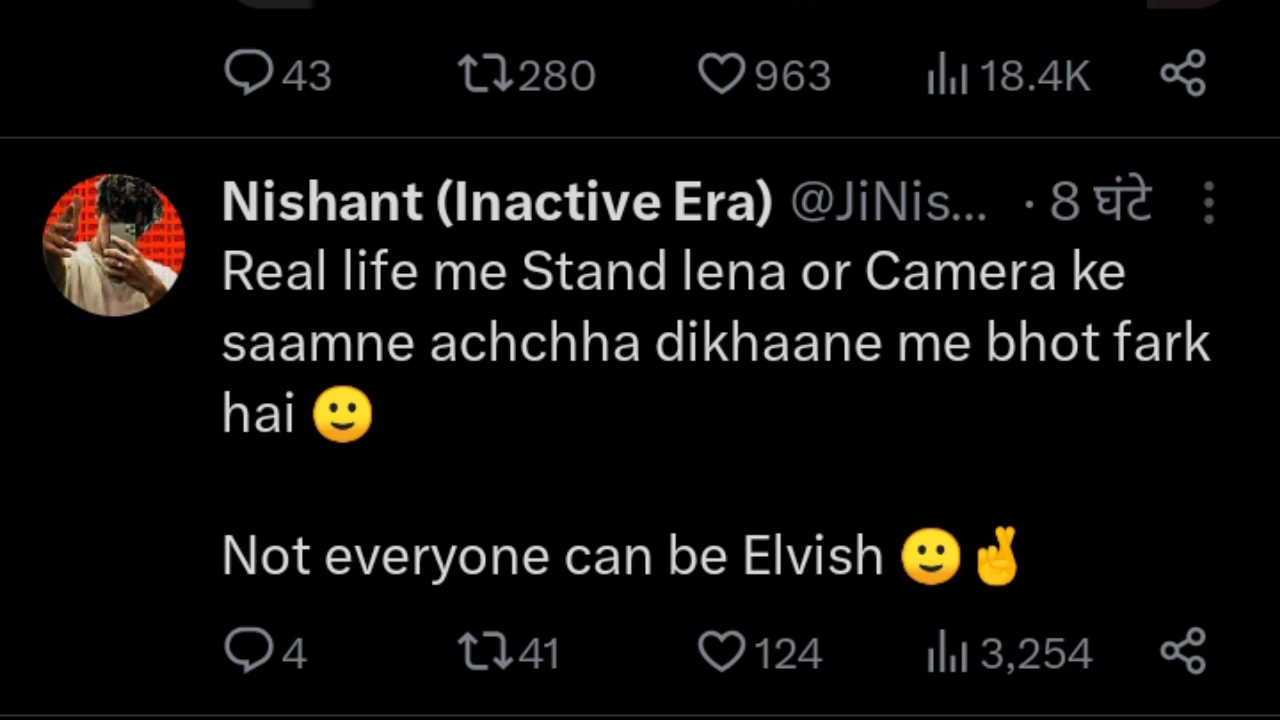 43 280 963 18.4K
Nishant (Inactive Era) @JiNis... · 8 घंटे
Real life me Stand lena or Camera ke
saamne achchha dikhaane me bhot fark
hai 🙂
Not everyone can be Elvish 🙂🤞
4 41 124 3,254